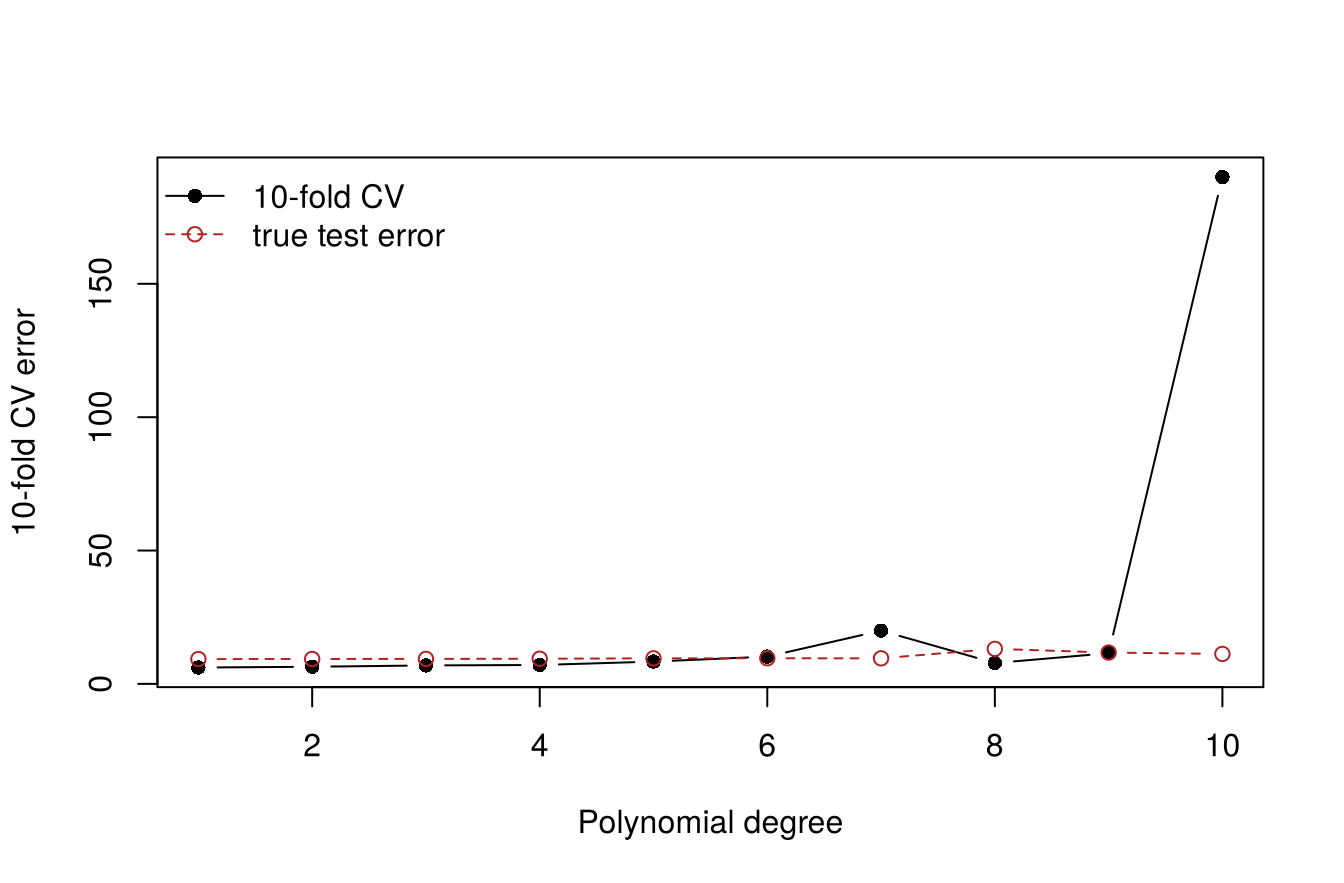 10-fold CV
true test error
10-fold CV error
150
100
50
0
2 4 6 8 10
Polynomial degree